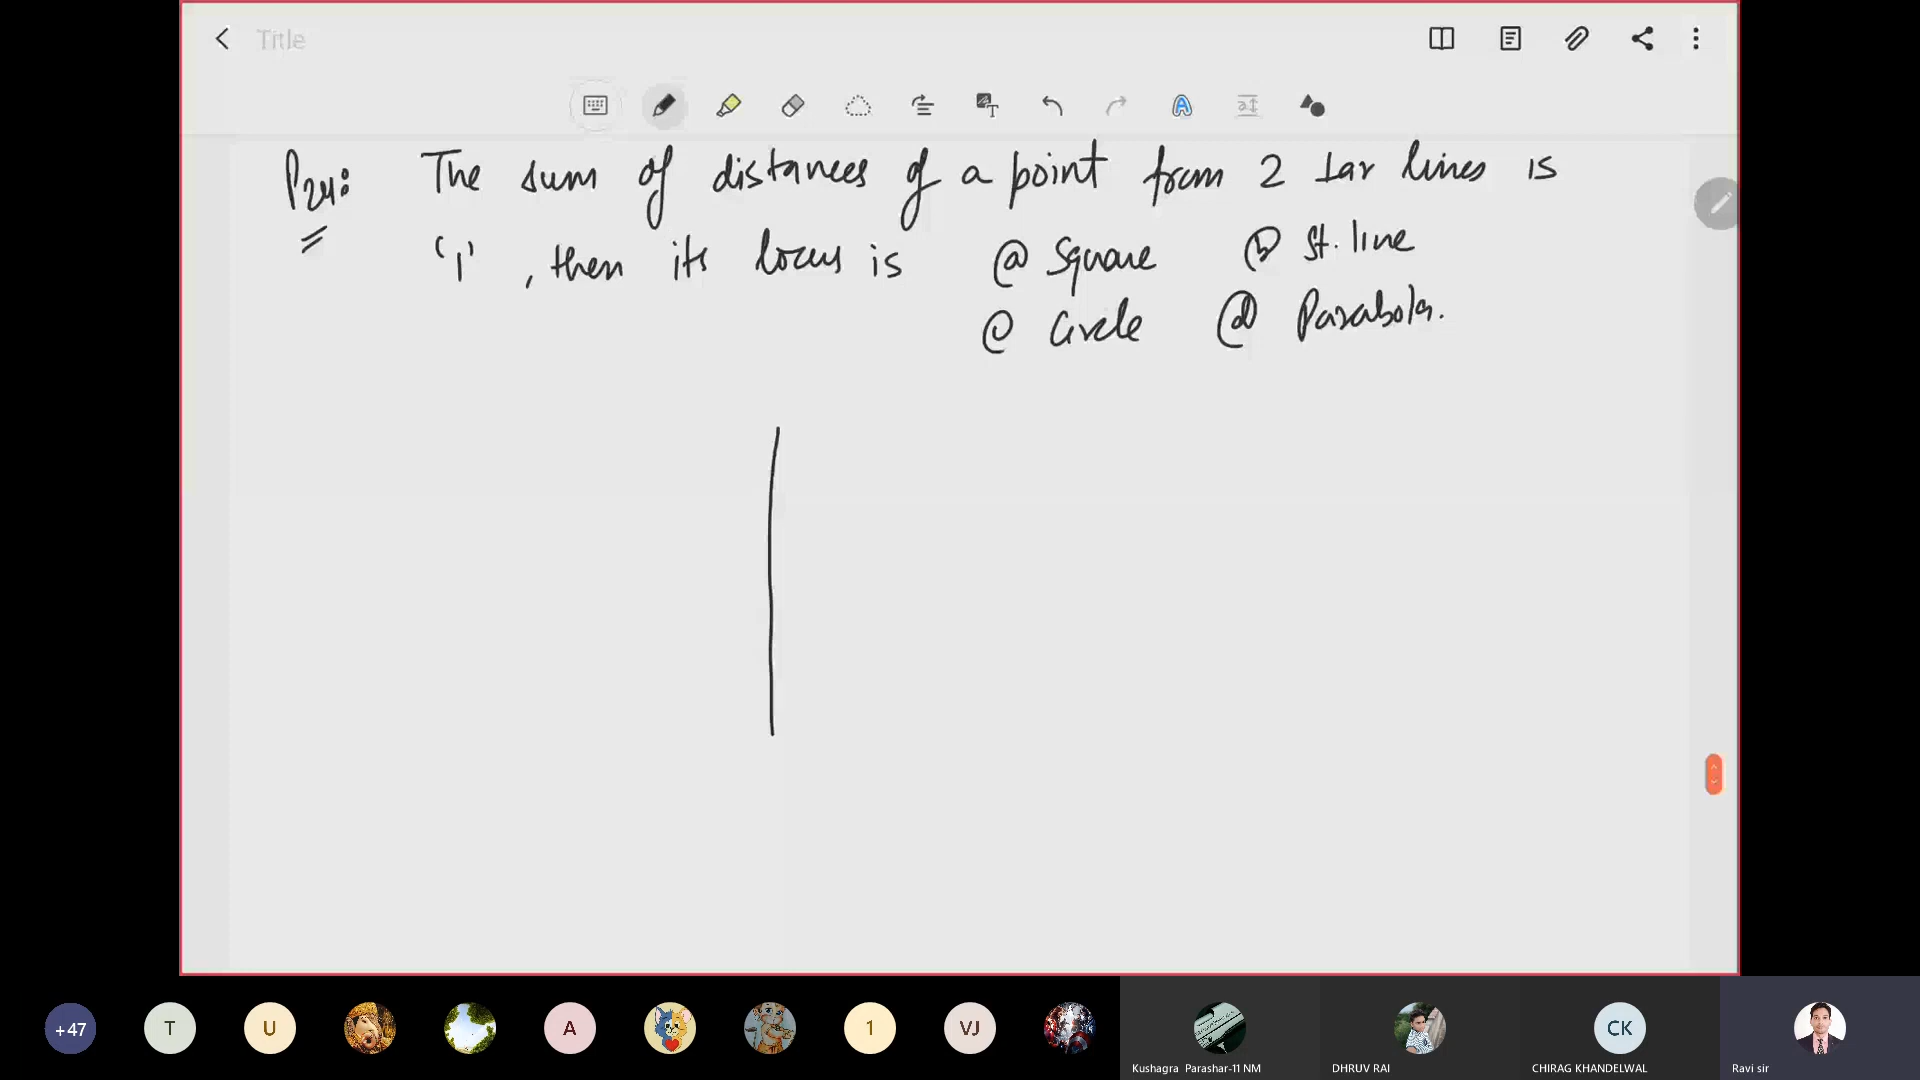 Title
P24: The sum of distances of a point from 2 ⊥ar lines is
'1' , then its locus is (a) Square (b) St. line
(c) Circle (d) Parabola.
+47 T U A 1 VJ CK
Kushagra Parashar-11 NM DHRUV RAI CHIRAG KHANDELWAL Ravi sir